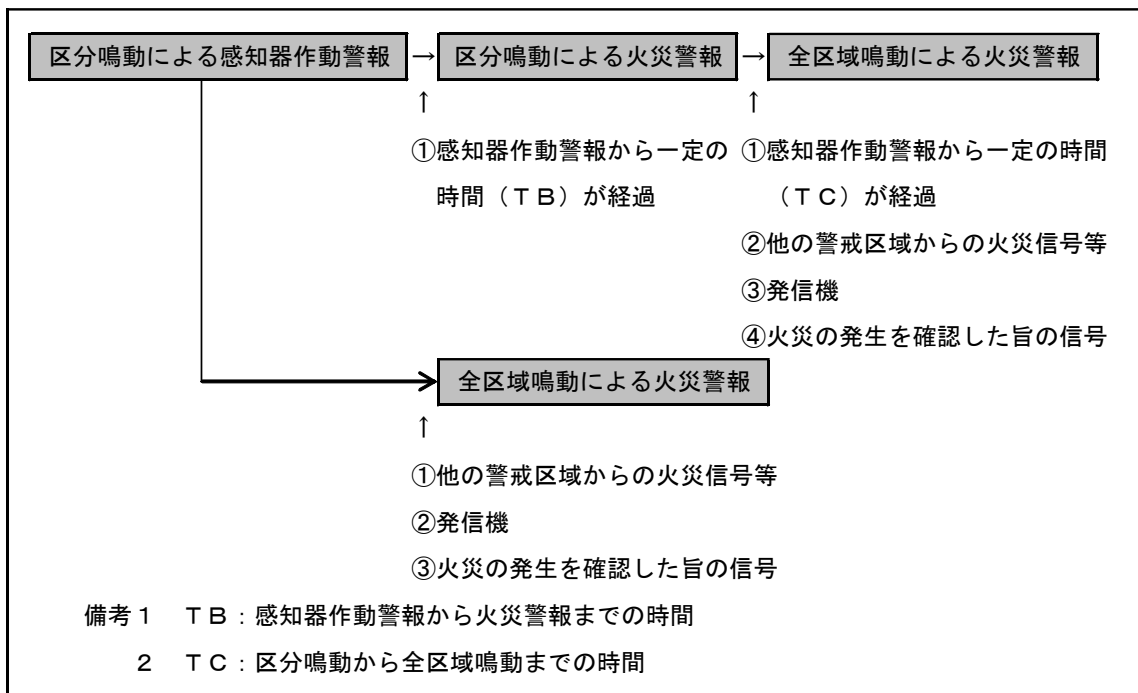 区分鳴動による感知器作動警報 → 区分鳴動による火災警報 → 全区域鳴動による火災警報
↑ ↑
①感知器作動警報から一定の ①感知器作動警報から一定の時間
時間（ＴＢ）が経過 （ＴＣ）が経過
②他の警戒区域からの火災信号等
③発信機
④火災の発生を確認した旨の信号
全区域鳴動による火災警報
↑
①他の警戒区域からの火災信号等
②発信機
③火災の発生を確認した旨の信号
備考１　ＴＢ：感知器作動警報から火災警報までの時間
２　ＴＣ：区分鳴動から全区域鳴動までの時間